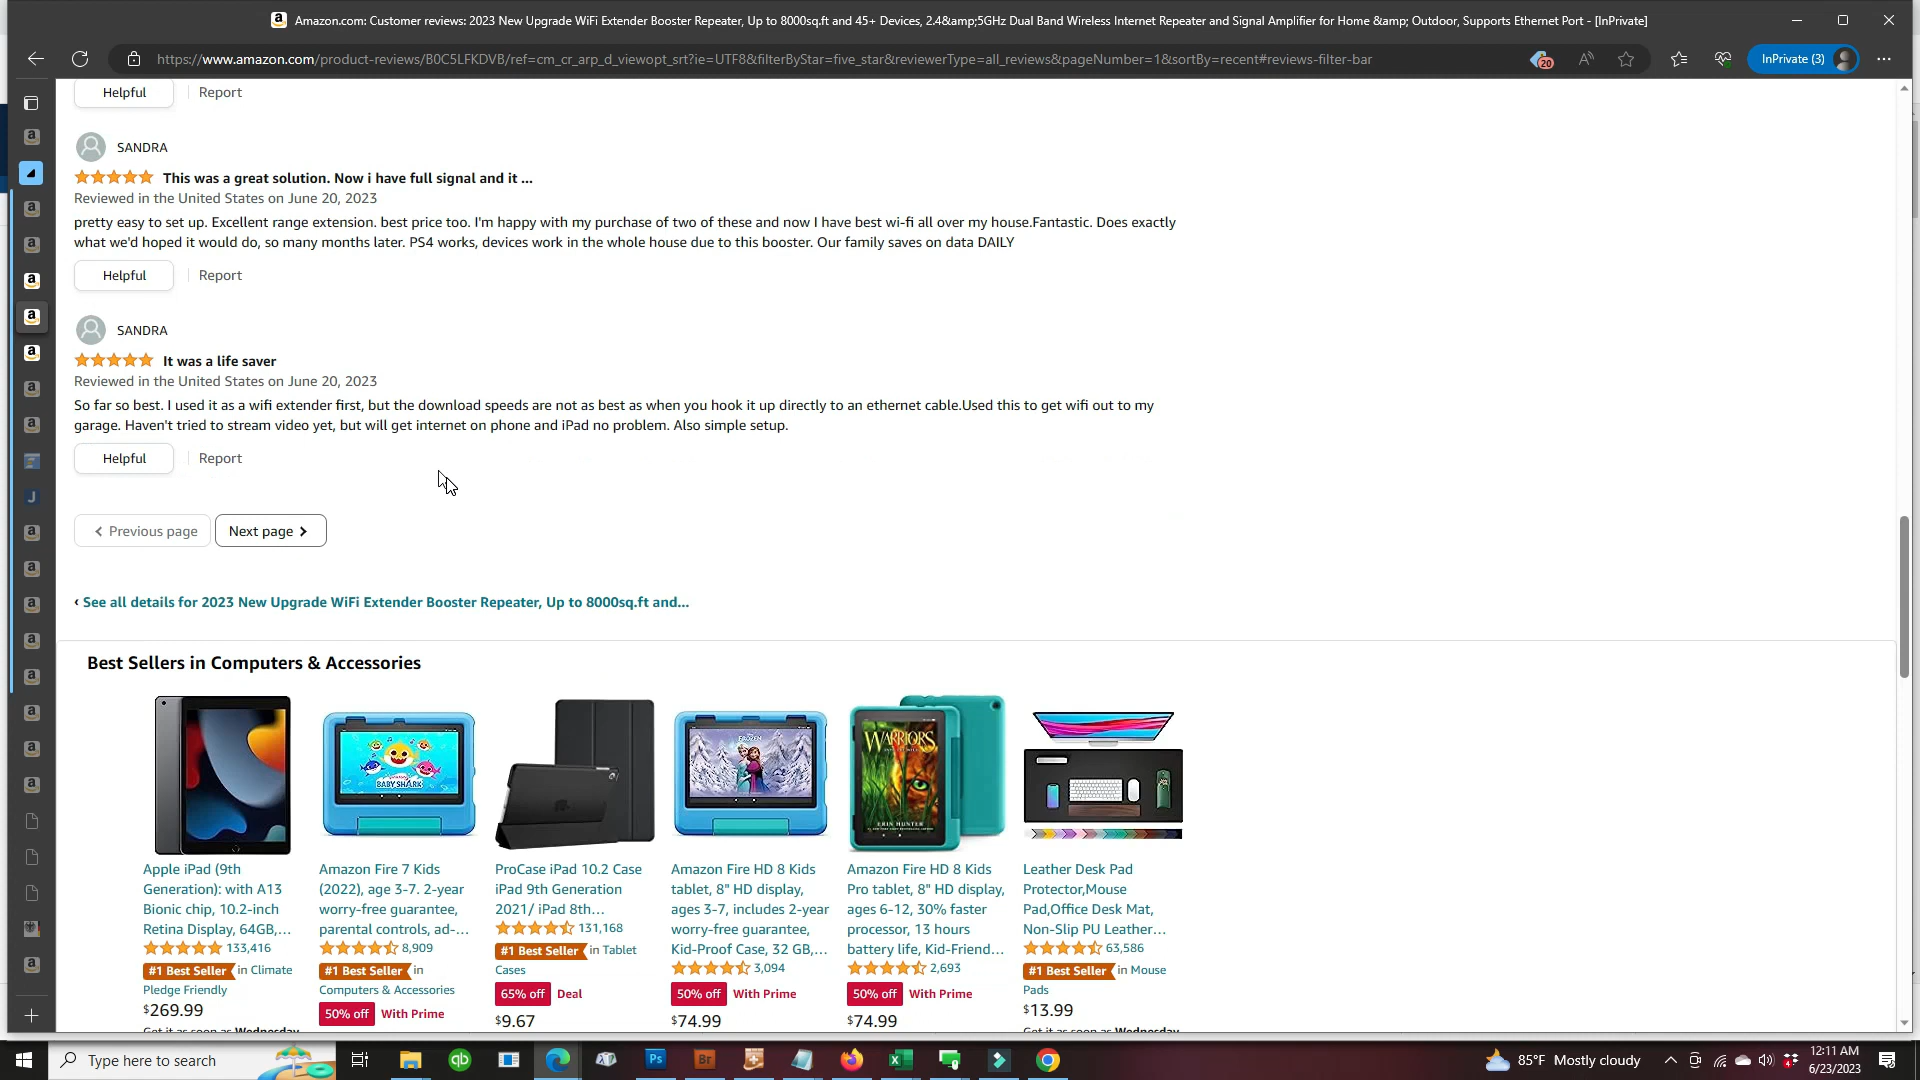 Amazon.com: Customer reviews: 2023 New Upgrade WiFi Extender Booster Repeater, Up to 8000sq.ft and 45+ Devices, 2.4&amp;5GHz Dual Band Wireless Internet Repeater and Signal Amplifier for Home &amp; Outdoor, Supports Ethernet Port - [InPrivate]
https://www.amazon.com/product-reviews/B0C5LFKDVB/ref=cm_cr_arp_d_viewopt_srt?ie=UTF8&filterByStar=five_star&reviewerType=all_reviews&pageNumber=1&sortBy=recent#reviews-filter-bar
20
InPrivate (3)
Helpful
Report
SANDRA
This was a great solution. Now i have full signal and it ...
Reviewed in the United States on June 20, 2023
pretty easy to set up. Excellent range extension. best price too. I'm happy with my purchase of two of these and now I have best wi-fi all over my house.Fantastic. Does exactly
what we'd hoped it would do, so many months later. PS4 works, devices work in the whole house due to this booster. Our family saves on data DAILY
Helpful
Report
SANDRA
It was a life saver
Reviewed in the United States on June 20, 2023
So far so best. I used it as a wifi extender first, but the download speeds are not as best as when you hook it up directly to an ethernet cable.Used this to get wifi out to my
garage. Haven't tried to stream video yet, but will get internet on phone and iPad no problem. Also simple setup.
Helpful
Report
Previous page
Next page
‹ See all details for 2023 New Upgrade WiFi Extender Booster Repeater, Up to 8000sq.ft and...
Best Sellers in Computers & Accessories
BABY SHARK
FROZEN
WARRIORS
ERIN HUNTER
Apple iPad (9th
Generation): with A13
Bionic chip, 10.2-inch
Retina Display, 64GB,...
133,416
#1 Best Seller in Climate
Pledge Friendly
$269.99
Get it as soon as Wednesday
Amazon Fire 7 Kids
(2022), age 3-7. 2-year
worry-free guarantee,
parental controls, ad-...
8,909
#1 Best Seller in
Computers & Accessories
50% off With Prime
ProCase iPad 10.2 Case
iPad 9th Generation
2021/ iPad 8th...
131,168
#1 Best Seller in Tablet
Cases
65% off Deal
$9.67
Amazon Fire HD 8 Kids
tablet, 8" HD display,
ages 3-7, includes 2-year
worry-free guarantee,
Kid-Proof Case, 32 GB,...
3,094
50% off With Prime
$74.99
Amazon Fire HD 8 Kids
Pro tablet, 8" HD display,
ages 6-12, 30% faster
processor, 13 hours
battery life, Kid-Friend...
2,693
50% off With Prime
$74.99
Leather Desk Pad
Protector,Mouse
Pad,Office Desk Mat,
Non-Slip PU Leather...
63,586
#1 Best Seller in Mouse
Pads
$13.99
Get it as soon as Wednesday
Type here to search
qb
Ps
Br
85°F Mostly cloudy
12:11 AM
6/23/2023